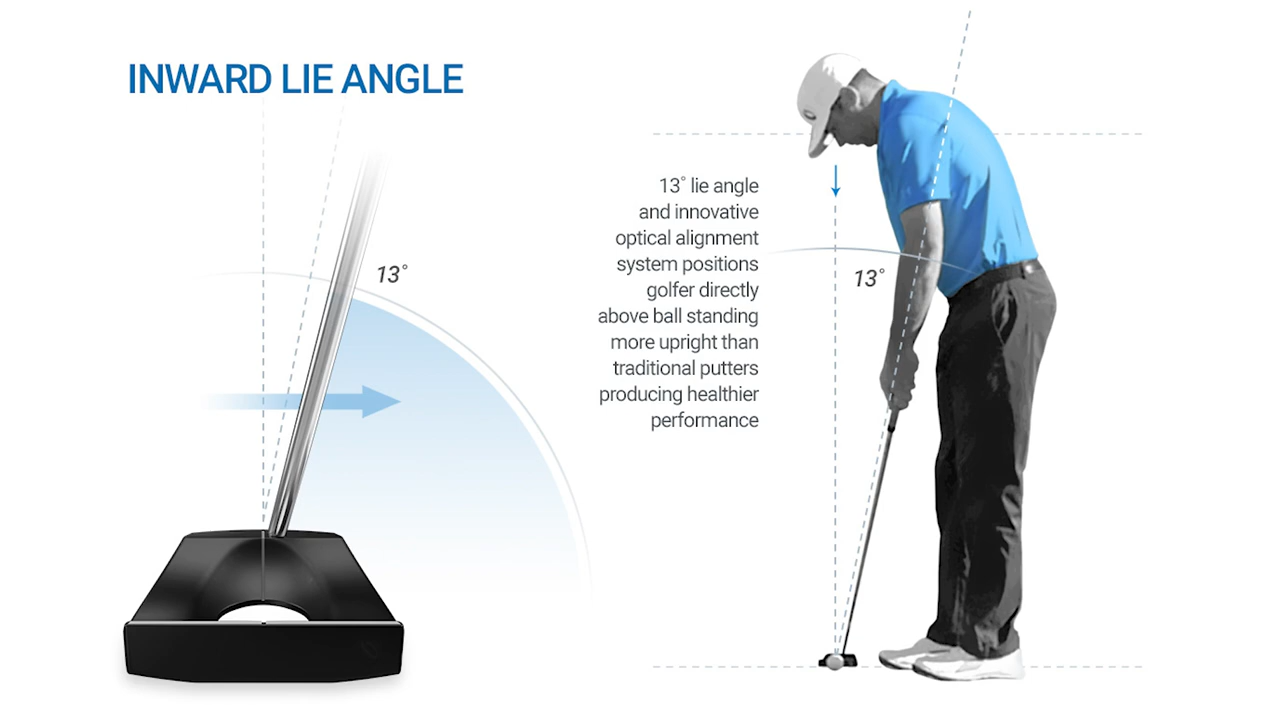 INWARD LIE ANGLE
13°
13° lie angle
and innovative
optical alignment
system positions
golfer directly
above ball standing
more upright than
traditional putters
producing healthier
performance
13°